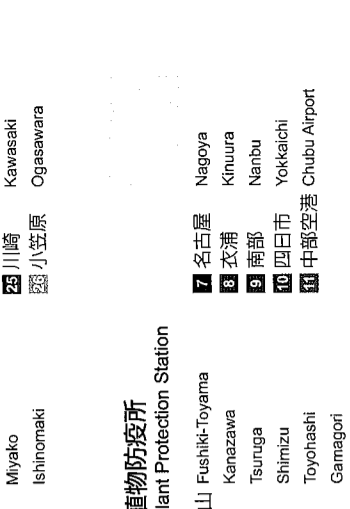 Miyako
Ishinomaki
25 川崎 Kawasaki
小笠原 Ogasawara
植物防疫所
lant Protection Station
山 Fushiki-Toyama
Kanazawa
Tsuruga
Shimizu
Toyohashi
Gamagori
7 名古屋 Nagoya
8 衣浦 Kinuura
9 南部 Nanbu
10 四日市 Yokkaichi
11 中部空港 Chubu Airport